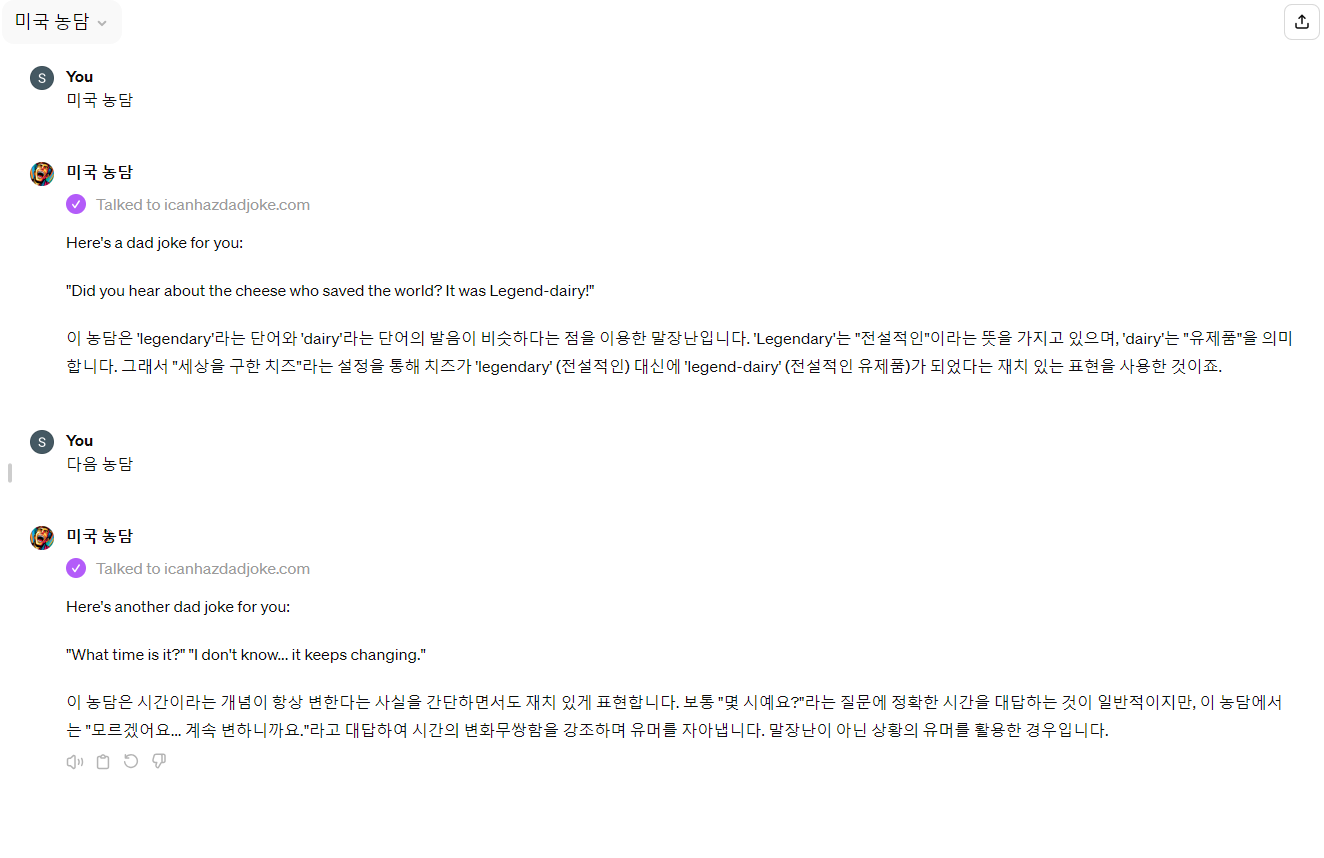 미국 농담
S
You
미국 농담
미국 농담
Talked to icanhazdadjoke.com
Here's a dad joke for you:
"Did you hear about the cheese who saved the world? It was Legend-dairy!"
이 농담은 'legendary'라는 단어와 'dairy'라는 단어의 발음이 비슷하다는 점을 이용한 말장난입니다. 'Legendary'는 "전설적인"이라는 뜻을 가지고 있으며, 'dairy'는 "유제품"을 의미
합니다. 그래서 "세상을 구한 치즈"라는 설정을 통해 치즈가 'legendary' (전설적인) 대신에 'legend-dairy' (전설적인 유제품)가 되었다는 재치 있는 표현을 사용한 것이죠.
S
You
다음 농담
미국 농담
Talked to icanhazdadjoke.com
Here's another dad joke for you:
"What time is it?" "I don't know... it keeps changing."
이 농담은 시간이라는 개념이 항상 변한다는 사실을 간단하면서도 재치 있게 표현합니다. 보통 "몇 시예요?"라는 질문에 정확한 시간을 대답하는 것이 일반적이지만, 이 농담에서
는 "모르겠어요... 계속 변하니까요."라고 대답하여 시간의 변화무쌍함을 강조하며 유머를 자아냅니다. 말장난이 아닌 상황의 유머를 활용한 경우입니다.